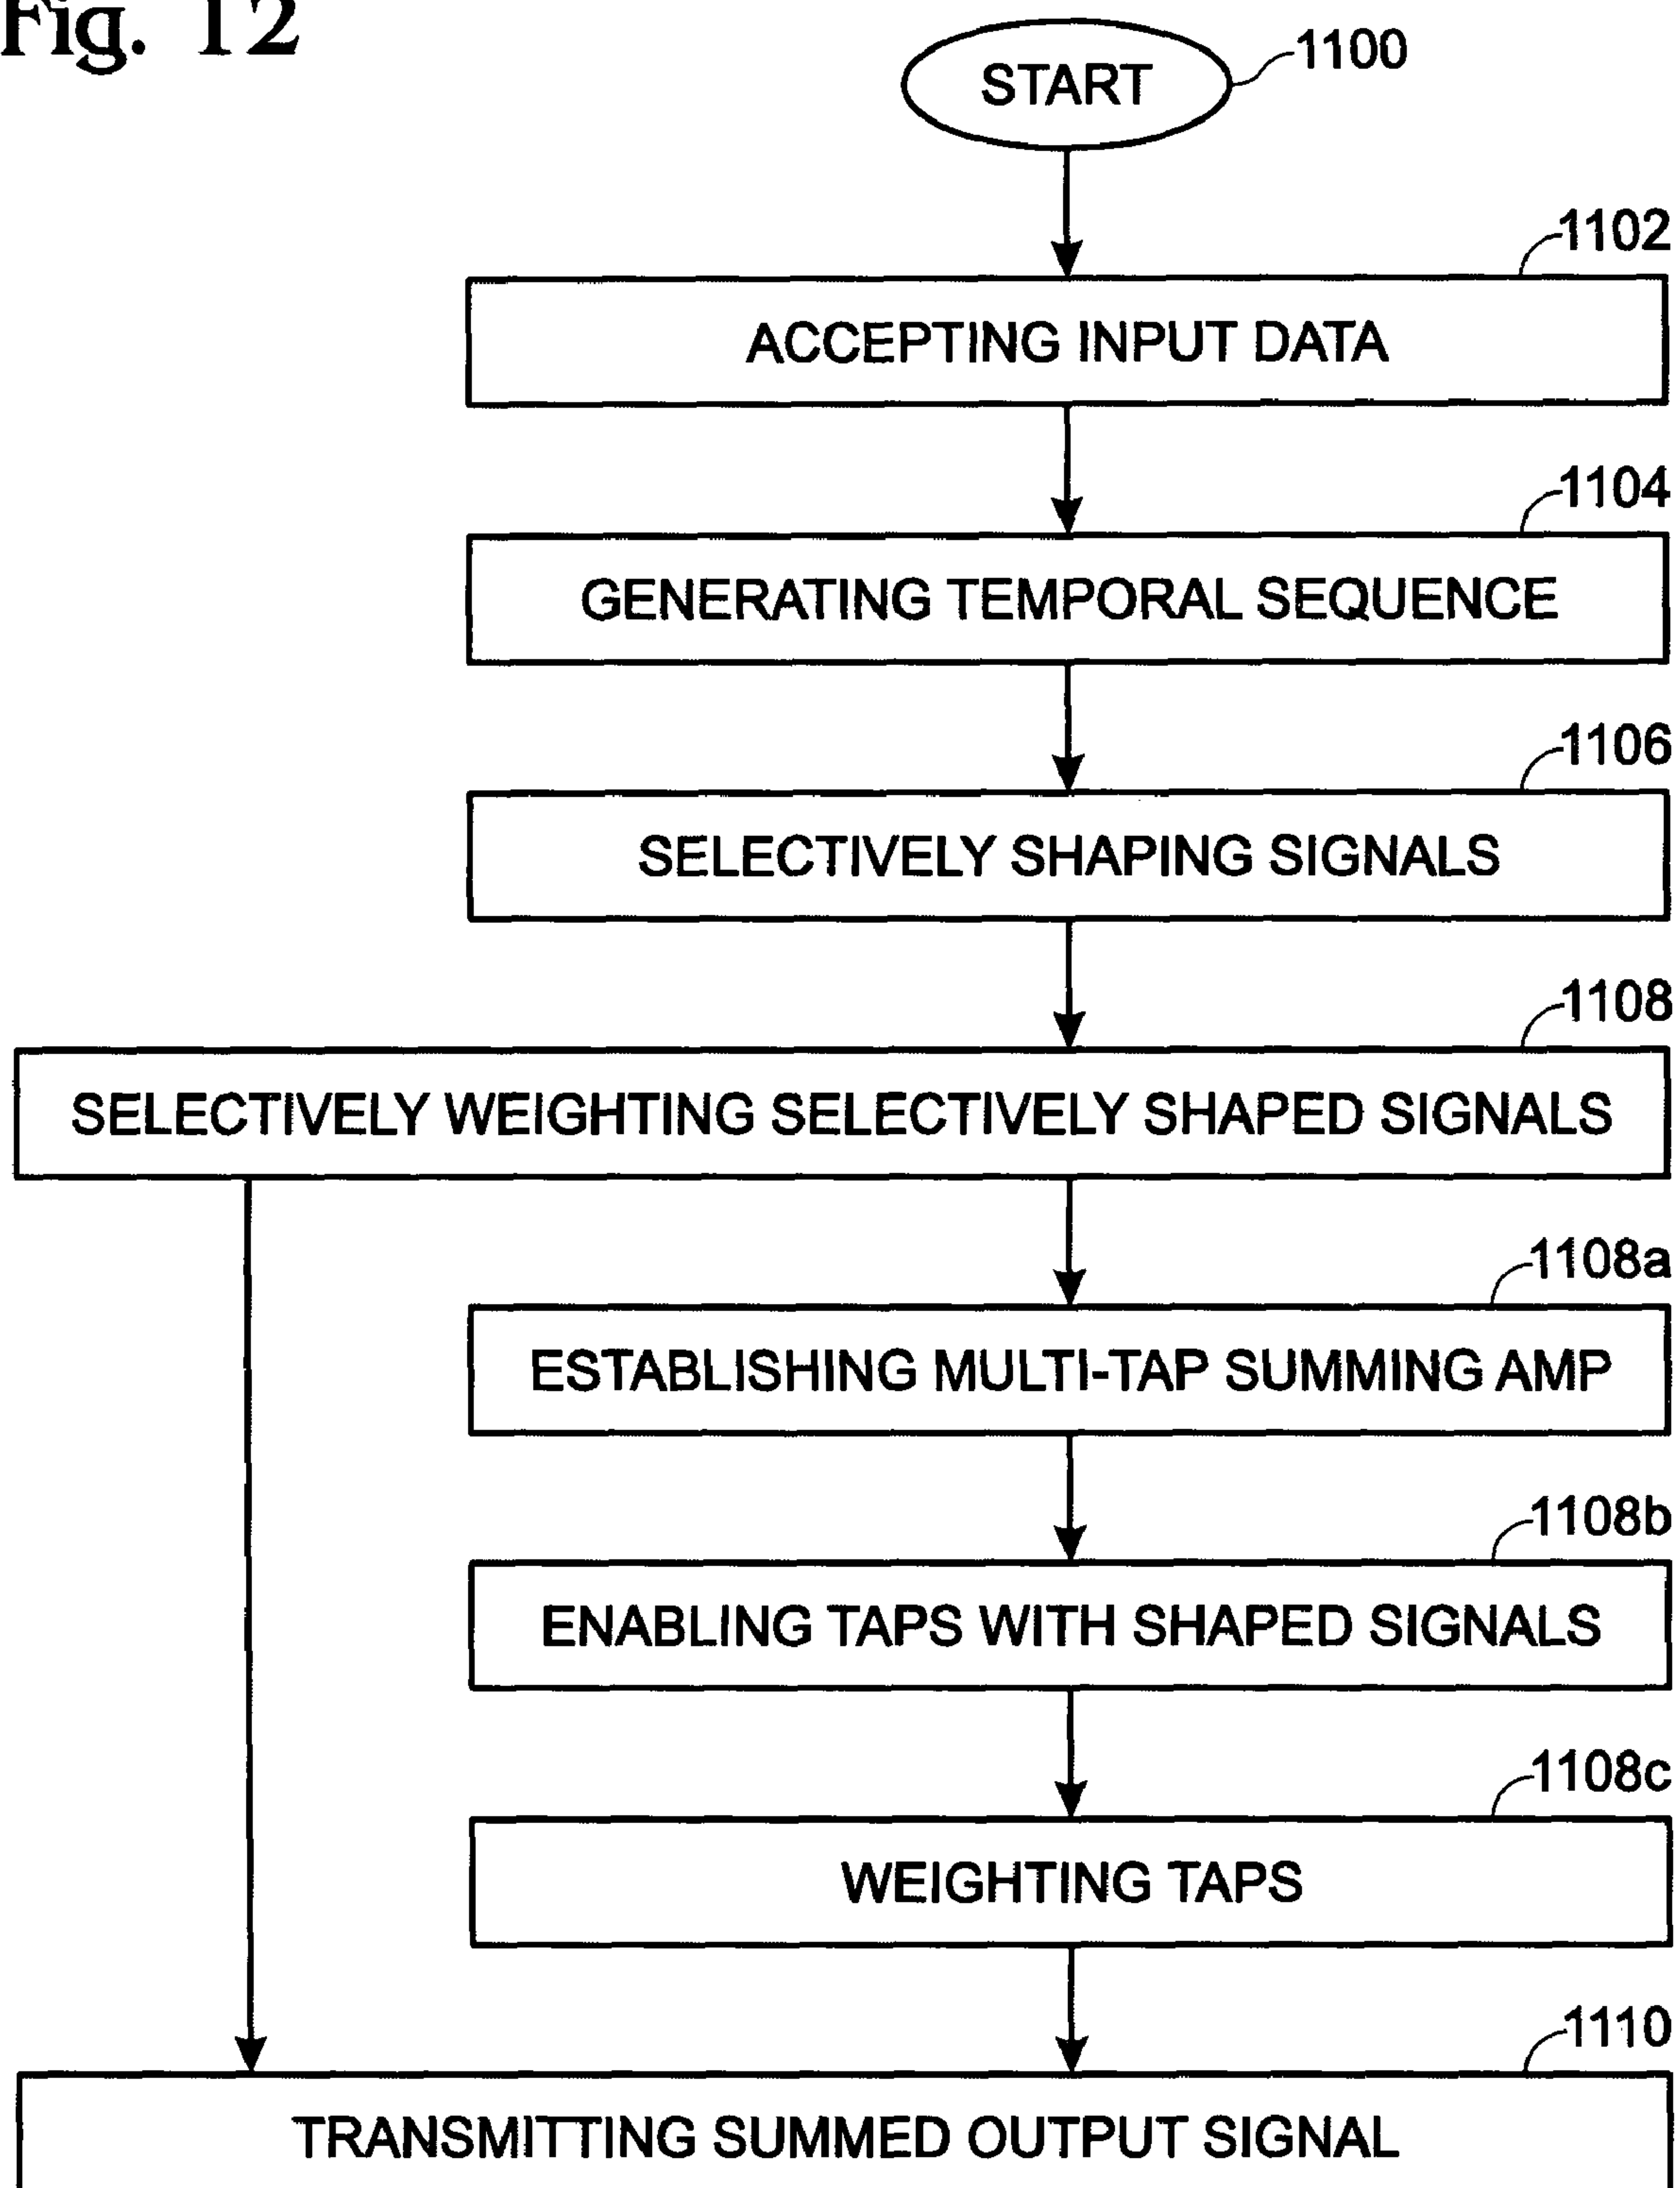 Fig. 12
START
1100
1102
ACCEPTING INPUT DATA
1104
GENERATING TEMPORAL SEQUENCE
1106
SELECTIVELY SHAPING SIGNALS
1108
SELECTIVELY WEIGHTING SELECTIVELY SHAPED SIGNALS
1108a
ESTABLISHING MULTI-TAP SUMMING AMP
1108b
ENABLING TAPS WITH SHAPED SIGNALS
1108c
WEIGHTING TAPS
1110
TRANSMITTING SUMMED OUTPUT SIGNAL